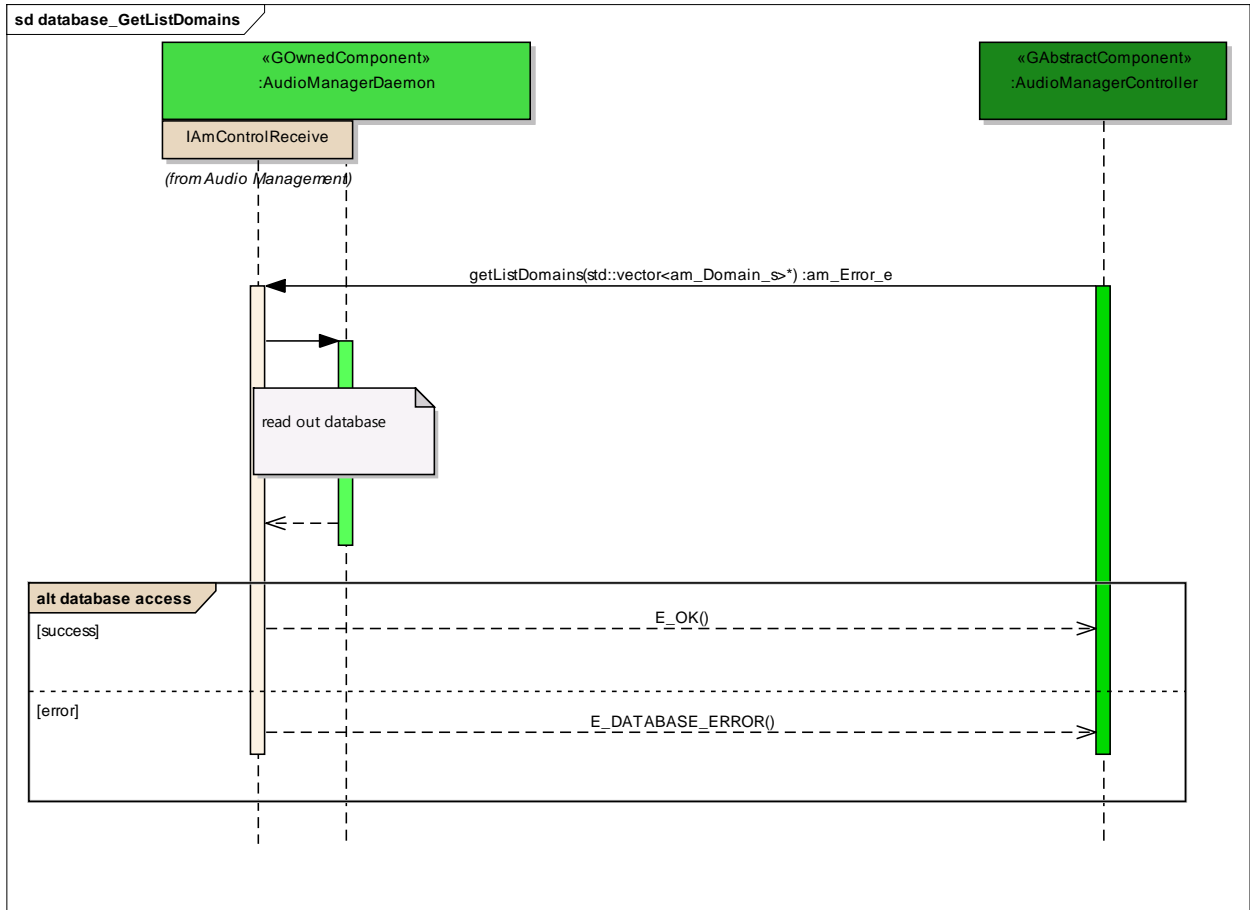 sd database_GetListDomains
«GOwnedComponent»
:AudioManagerDaemon
«GAbstractComponent»
:AudioManagerController
IAmControlReceive
(from Audio Management)
getListDomains(std::vector<am_Domain_s>*) :am_Error_e
read out database
alt database access
E_OK()
[success]
[error]
E_DATABASE_ERROR()